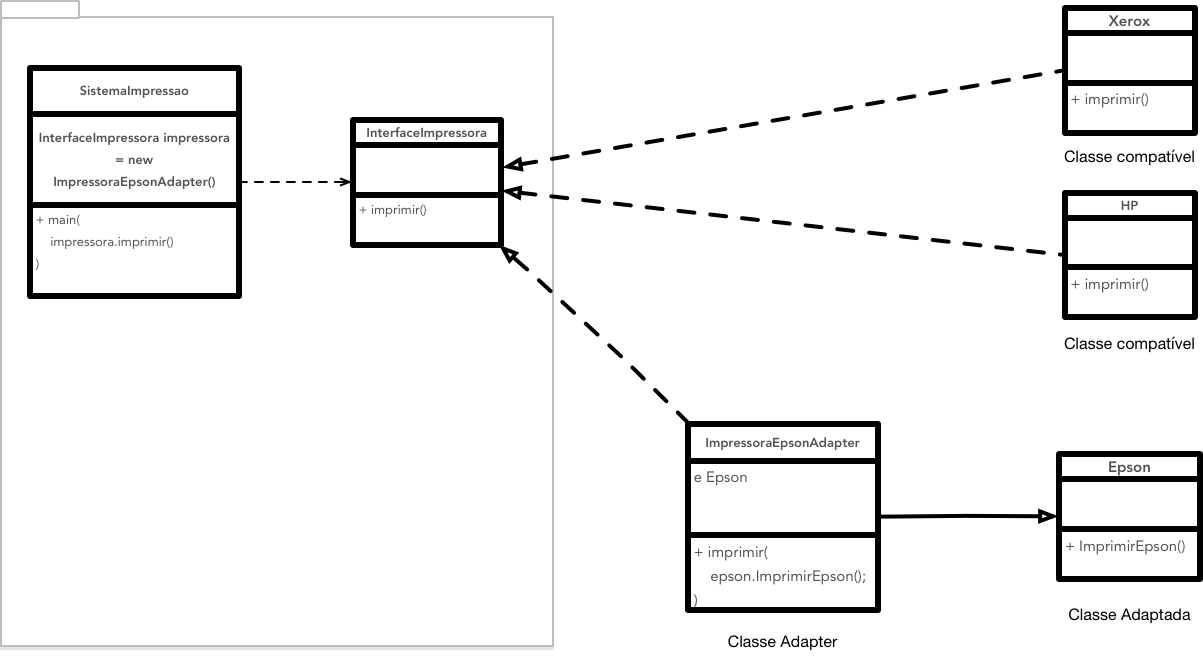 SistemaImpressao
InterfaceImpressora impressora
= new
ImpressoraEpsonAdapter()
+ main(
impressora.imprimir()
)
InterfaceImpressora
+ imprimir()
Xerox
+ imprimir()
Classe compatível
HP
+ imprimir()
Classe compatível
ImpressoraEpsonAdapter
e Epson
+ imprimir(
epson.ImprimirEpson();
)
Classe Adapter
Epson
+ ImprimirEpson()
Classe Adaptada